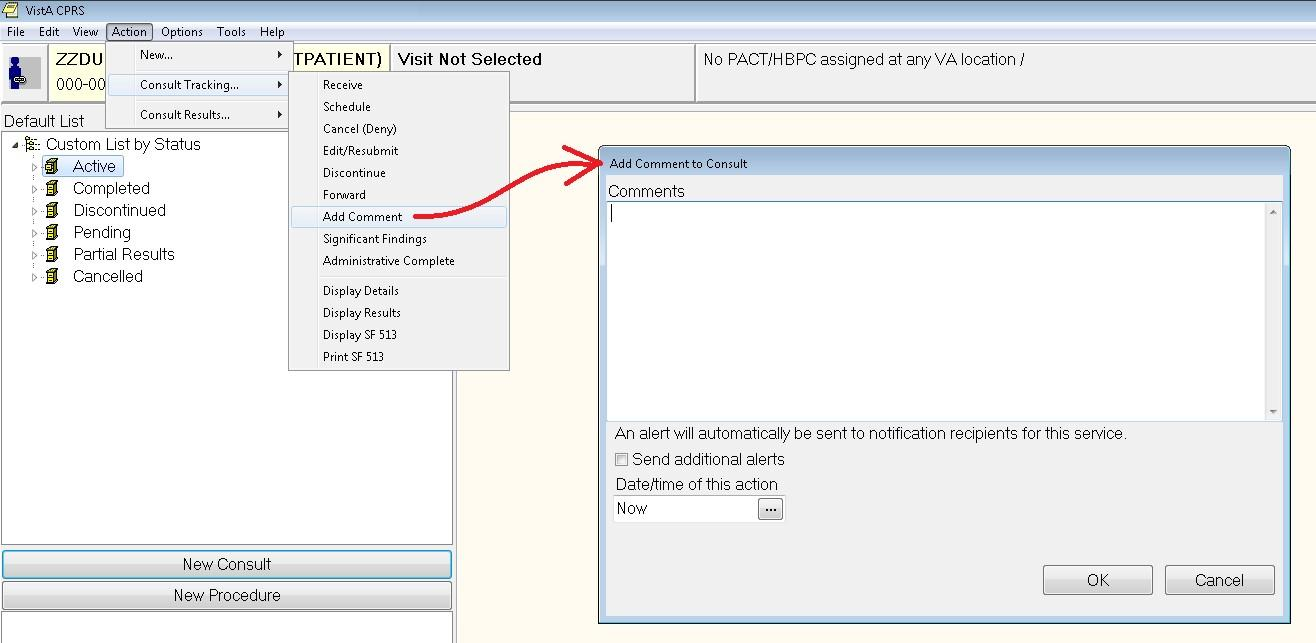 VistA CPRS
File Edit View Action Options Tools Help
ZZDU
TPATIENT)
Visit Not Selected
No PACT/HBPC assigned at any VA location /
000-00
New...
Consult Tracking...
Consult Results...
Receive
Schedule
Cancel (Deny)
Edit/Resubmit
Discontinue
Forward
Add Comment
Significant Findings
Administrative Complete
Display Details
Display Results
Display SF 513
Print SF 513
Default List
Custom List by Status
Active
Completed
Discontinued
Pending
Partial Results
Cancelled
New Consult
New Procedure
Add Comment to Consult
Comments
An alert will automatically be sent to notification recipients for this service.
Send additional alerts
Date/time of this action
Now ...
OK Cancel